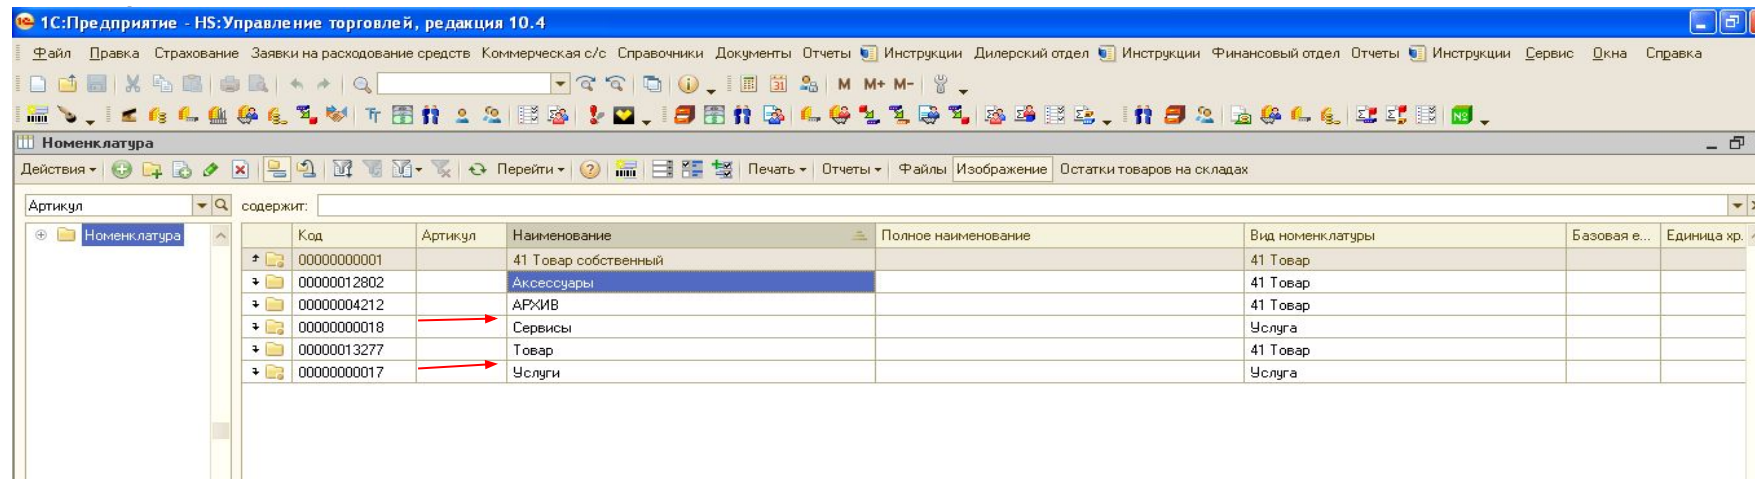 1С:Предприятие - HS:Управление торговлей, редакция 10.4
Файл Правка Страхование Заявки на расходование средств Коммерческая с/с Справочники Документы Отчеты Инструкции Дилерский отдел Инструкции Финансовый отдел Отчеты Инструкции Сервис Окна Справка
M M+ M-
Номенклатура
Действия Перейти Печать Отчеты Файлы Изображение Остатки товаров на складах
Артикул содержит:
Номенклатура
Код Артикул Наименование Полное наименование Вид номенклатуры Базовая е... Единица хр.
00000000001 41 Товар собственный 41 Товар
00000012802 Аксессуары 41 Товар
00000004212 АРХИВ 41 Товар
00000000018 Сервисы Услуга
00000013277 Товар 41 Товар
00000000017 Услуги Услуга